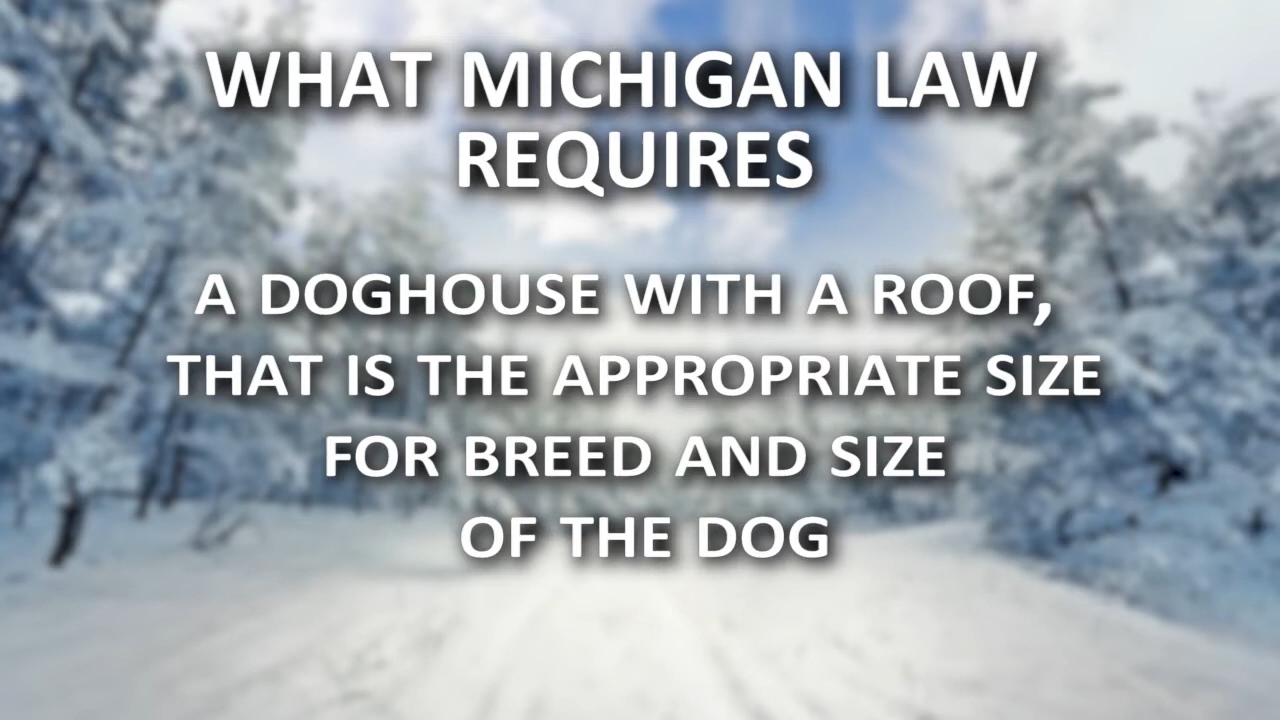 WHAT MICHIGAN LAW
REQUIRES
A DOGHOUSE WITH A ROOF,
THAT IS THE APPROPRIATE SIZE
FOR BREED AND SIZE
OF THE DOG